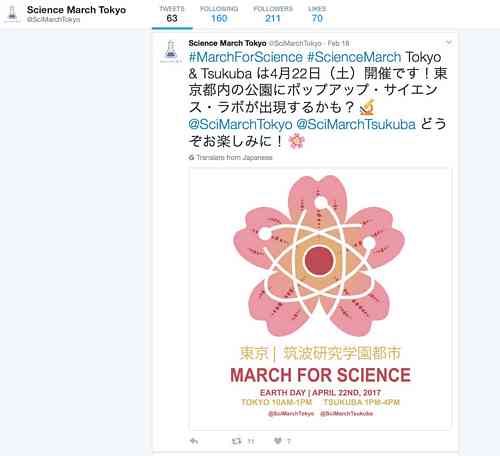 Science March Tokyo
@SciMarchTokyo
TWEETS
63
FOLLOWING
160
FOLLOWERS
211
LIKES
70
Science March Tokyo @SciMarchTokyo · Feb 18
#MarchForScience #ScienceMarch Tokyo
& Tsukuba は4月22日（土）開催です！東
京都内の公園にポップアップ・サイエン
ス・ラボが出現するかも？🔬
@SciMarchTokyo @SciMarchTsukuba どう
ぞお楽しみに！🌸
Translate from Japanese
東京 | 筑波研究学園都市
MARCH FOR SCIENCE
EARTH DAY | APRIL 22ND, 2017
TOKYO 10AM-1PM TSUKUBA 1PM-4PM
@SciMarchTokyo @SciMarchTsukuba
11
7